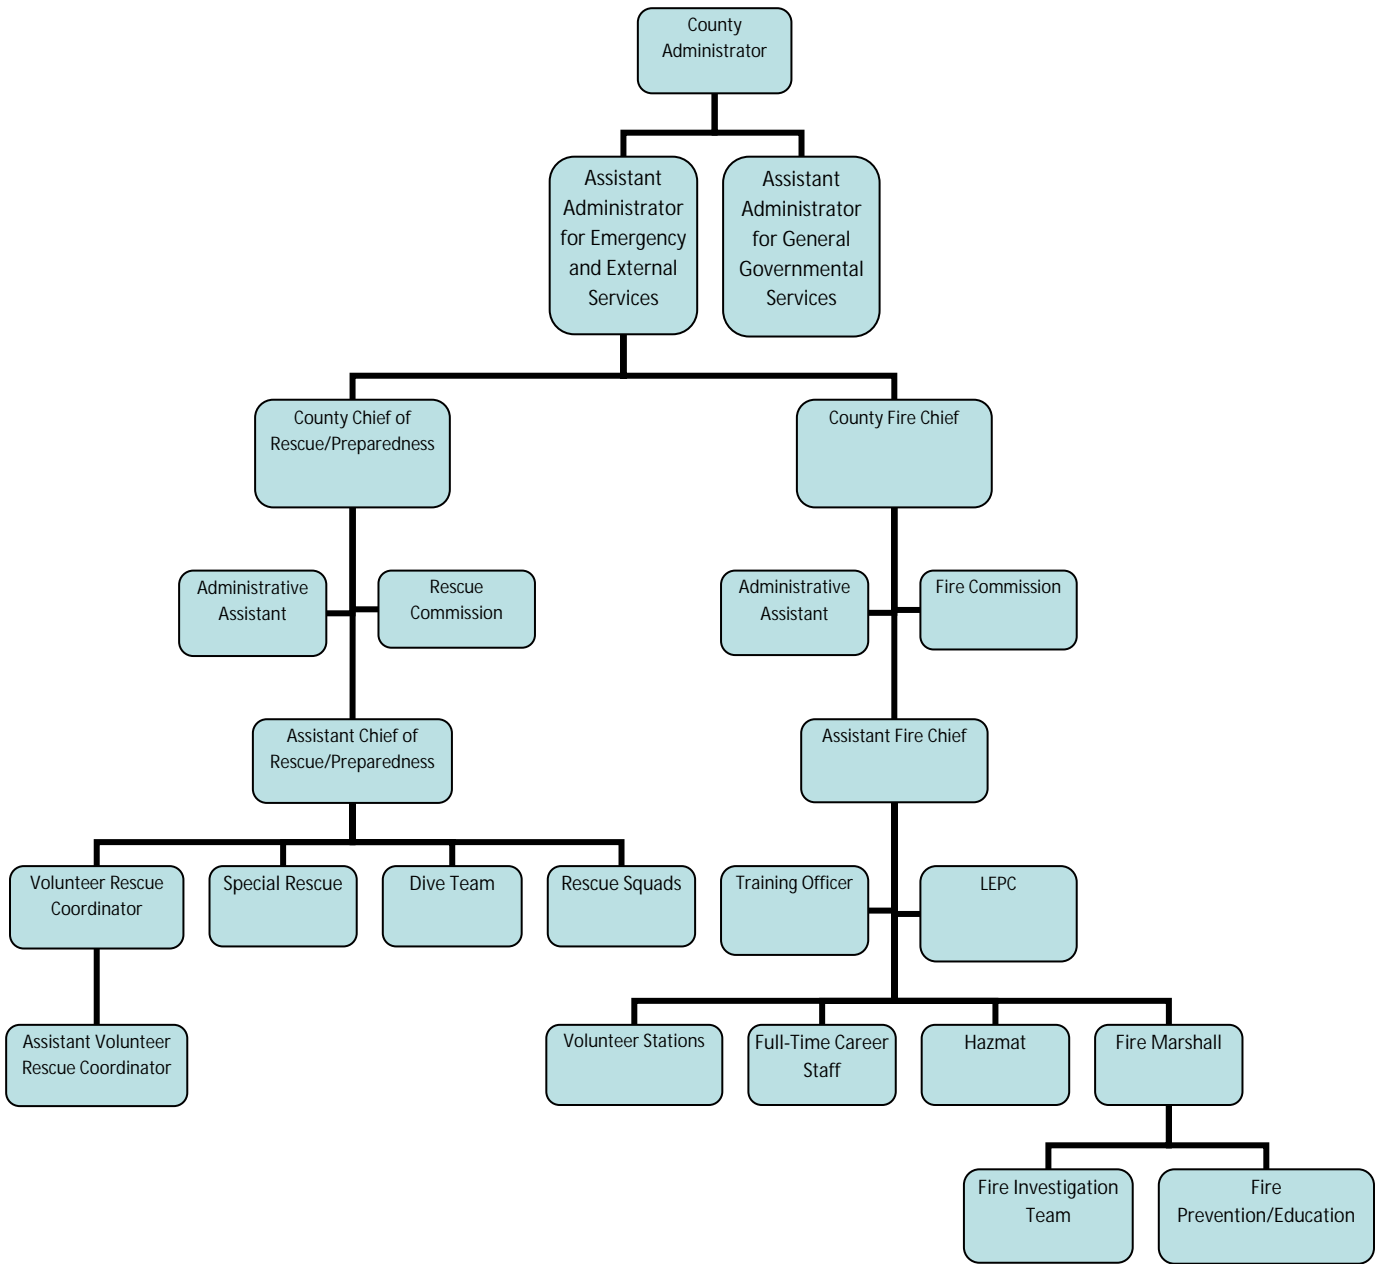 County
Administrator
Assistant
Administrator
for Emergency
and External
Services
Assistant
Administrator
for General
Governmental
Services
County Chief of
Rescue/Preparedness
County Fire Chief
Administrative
Assistant
Rescue
Commission
Administrative
Assistant
Fire Commission
Assistant Chief of
Rescue/Preparedness
Assistant Fire Chief
Volunteer Rescue
Coordinator
Special Rescue
Dive Team
Rescue Squads
Training Officer
LEPC
Assistant Volunteer
Rescue Coordinator
Volunteer Stations
Full-Time Career
Staff
Hazmat
Fire Marshall
Fire Investigation
Team
Fire
Prevention/Education